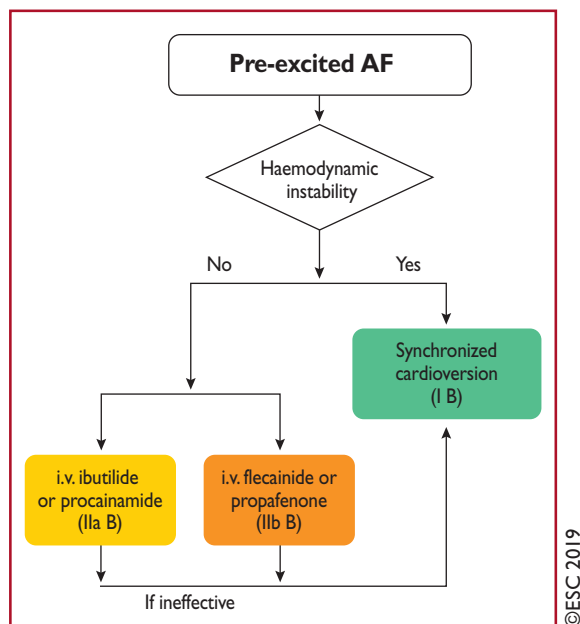 Pre-excited AF
Haemodynamic
instability
No
Yes
Synchronized
cardioversion
(I B)
i.v. ibutilide
or procainamide
(IIa B)
i.v. flecainide or
propafenone
(IIb B)
If ineffective
©ESC 2019